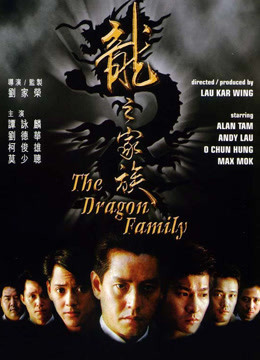 龍之家族
導演／監製
劉家榮
主演
譚詠麟
劉德華
柯俊雄
莫少聰
directed / produced by
LAU KAR WING
starring
ALAN TAM
ANDY LAU
O CHUN HUNG
MAX MOK
The
Dragon
Family